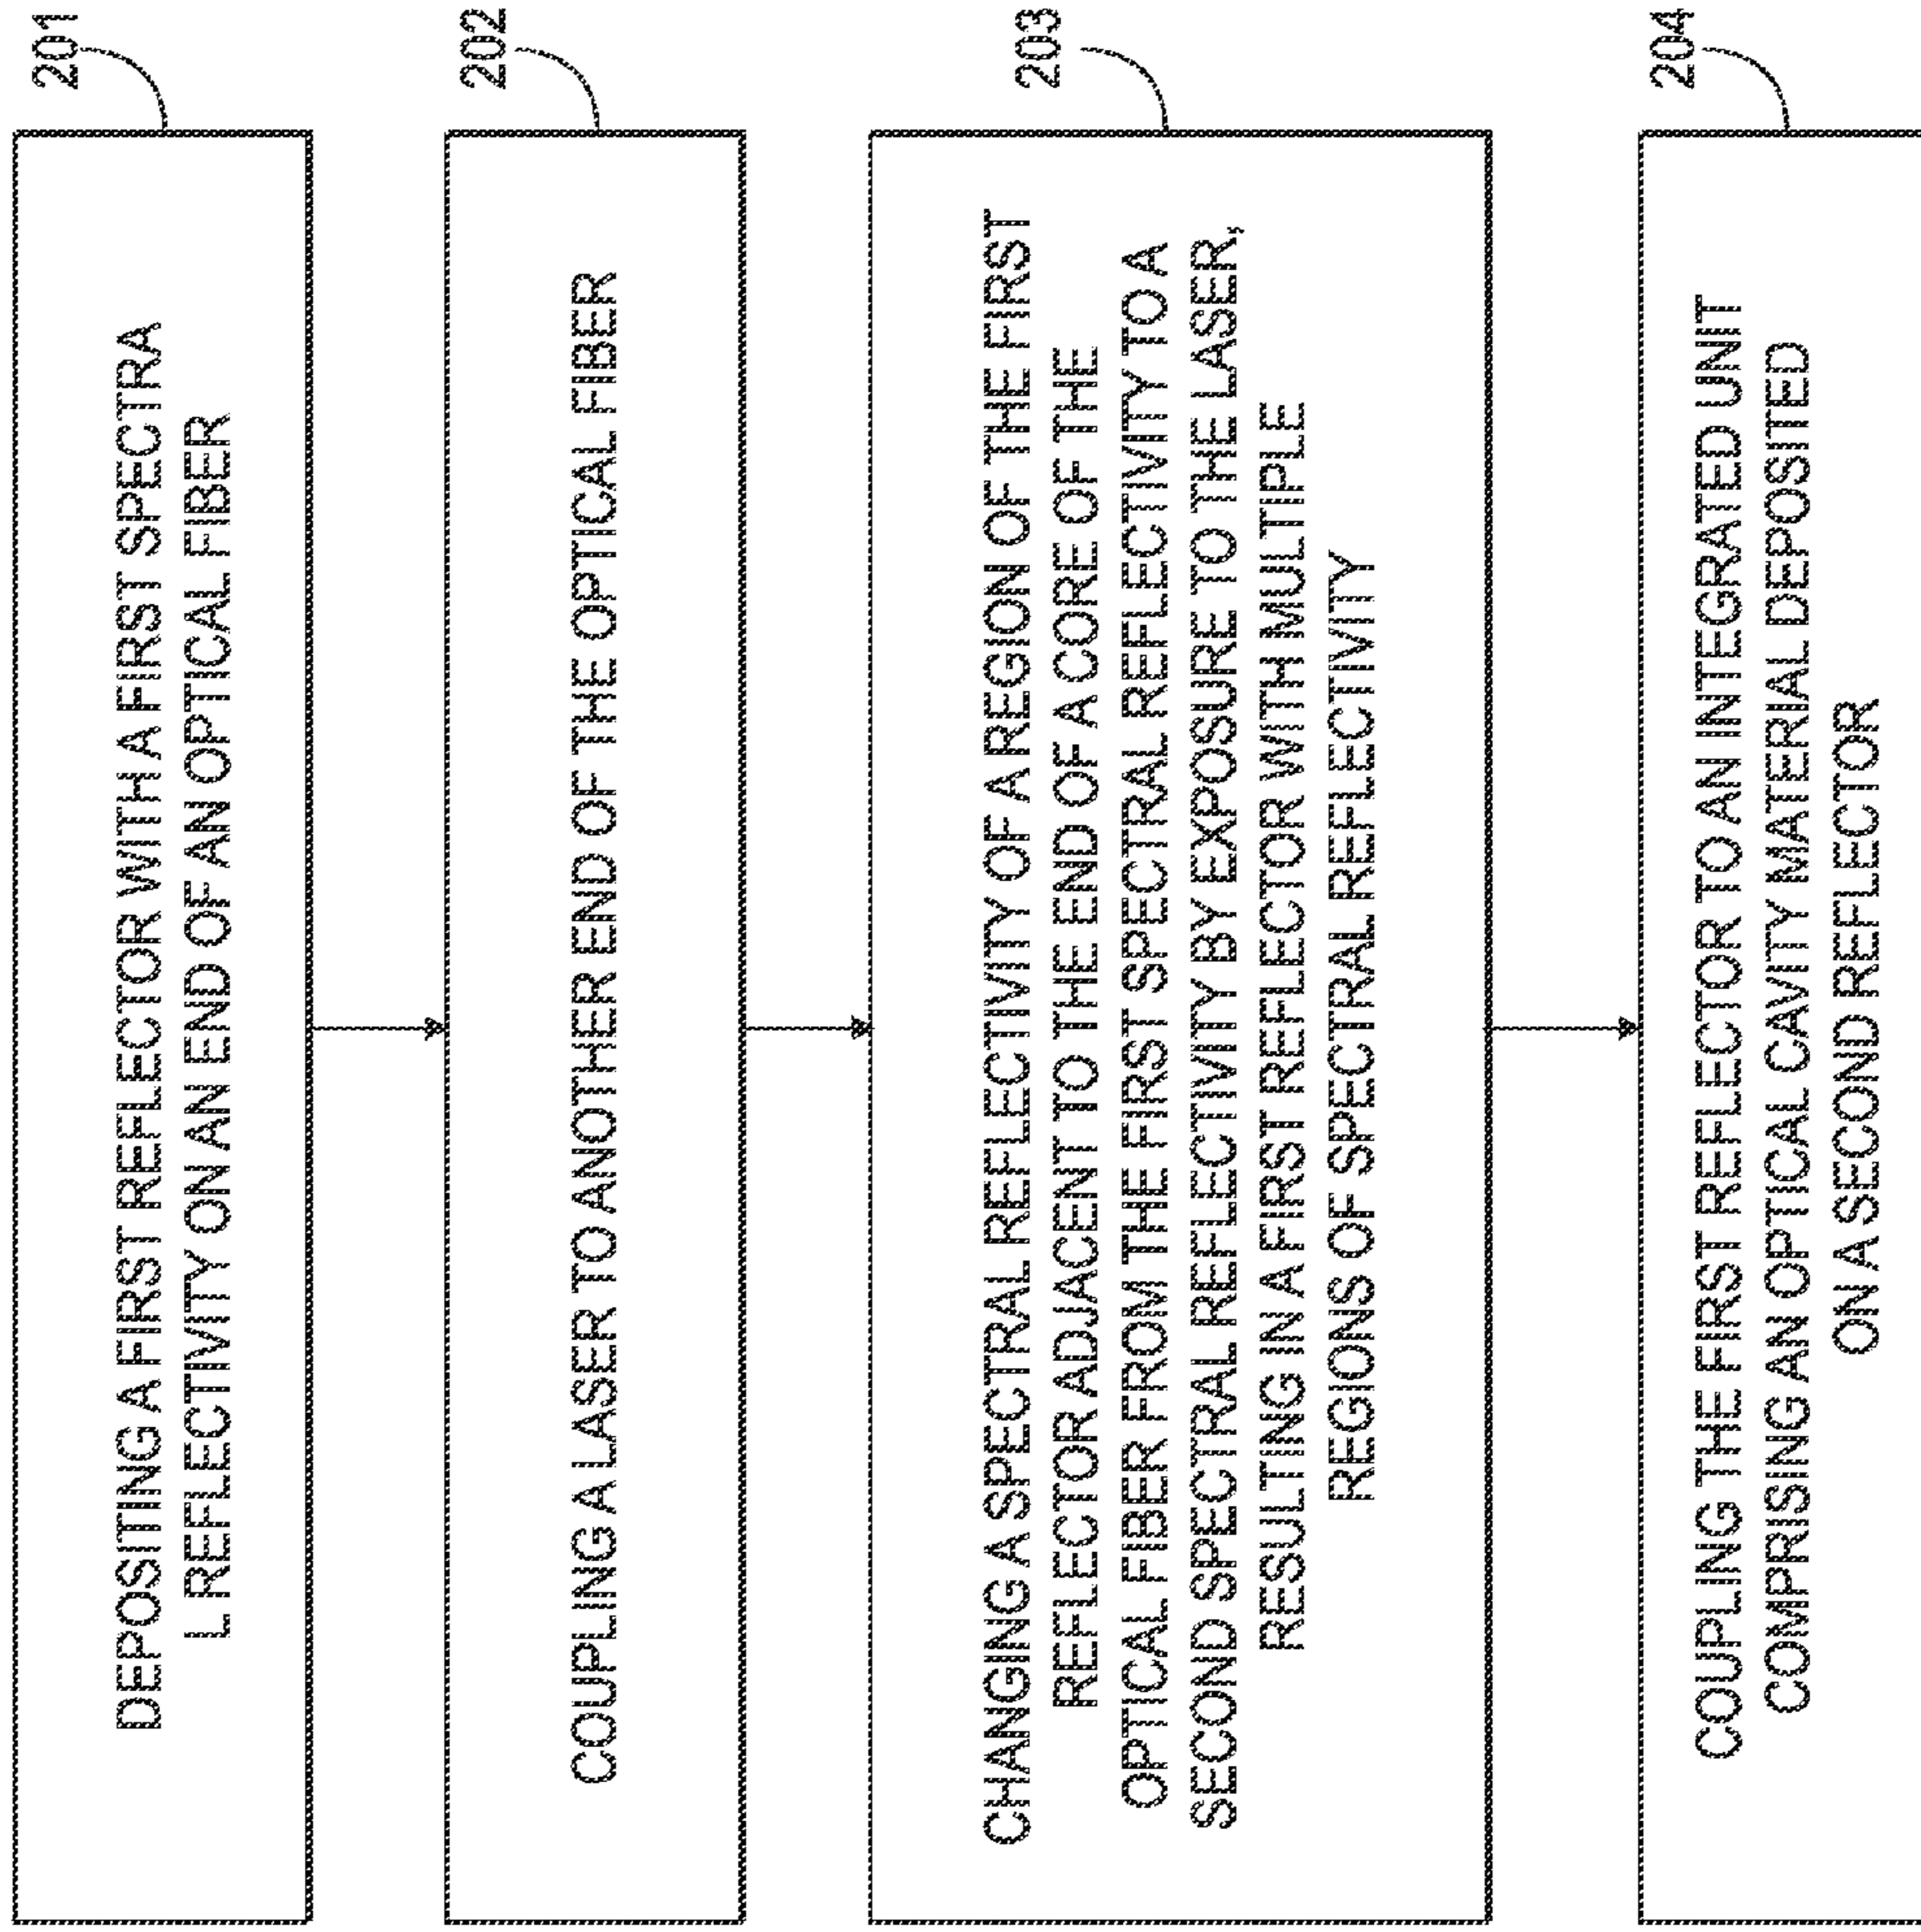 201
DEPOSITING A FIRST REFLECTOR WITH A FIRST SPECTRA
L REFLECTIVITY ON AN END OF AN OPTICAL FIBER
202
COUPLING A LASER TO ANOTHER END OF THE OPTICAL FIBER
203
CHANGING A SPECTRAL REFLECTIVITY OF A REGION OF THE FIRST
REFLECTOR ADJACENT TO THE END OF A CORE OF THE
OPTICAL FIBER FROM THE FIRST SPECTRAL REFLECTIVITY TO A
SECOND SPECTRAL REFLECTIVITY BY EXPOSURE TO THE LASER,
RESULTING IN A FIRST REFLECTOR WITH MULTIPLE
REGIONS OF SPECTRAL REFLECTIVITY
204
COUPLING THE FIRST REFLECTOR TO AN INTEGRATED UNIT
COMPRISING AN OPTICAL CAVITY MATERIAL DEPOSITED
ON A SECOND REFLECTOR